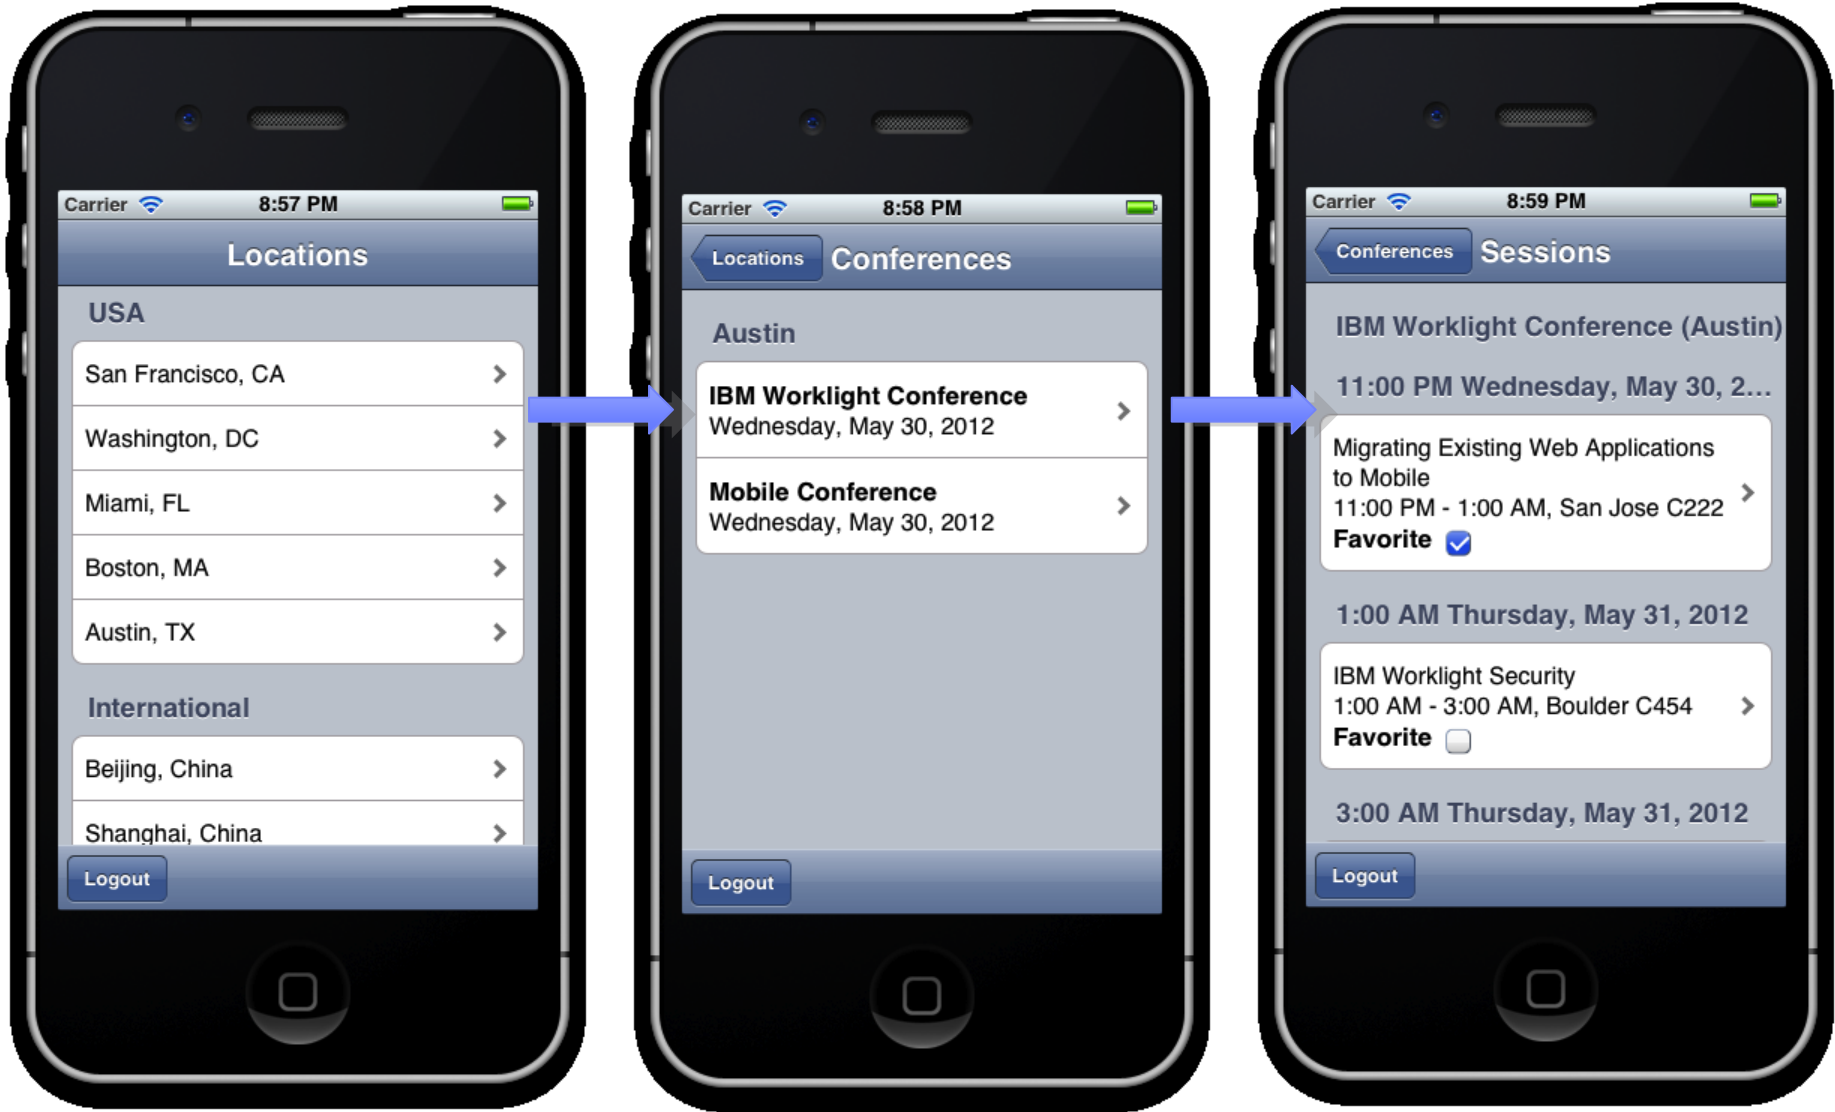 Carrier 8:57 PM
Locations
USA
San Francisco, CA
Washington, DC
Miami, FL
Boston, MA
Austin, TX
International
Beijing, China
Shanghai, China
Logout
Carrier 8:58 PM
Locations Conferences
Austin
IBM Worklight Conference
Wednesday, May 30, 2012
Mobile Conference
Wednesday, May 30, 2012
Logout
Carrier 8:59 PM
Conferences Sessions
IBM Worklight Conference (Austin)
11:00 PM Wednesday, May 30, 2...
Migrating Existing Web Applications
to Mobile
11:00 PM - 1:00 AM, San Jose C222
Favorite
1:00 AM Thursday, May 31, 2012
IBM Worklight Security
1:00 AM - 3:00 AM, Boulder C454
Favorite
3:00 AM Thursday, May 31, 2012
Logout